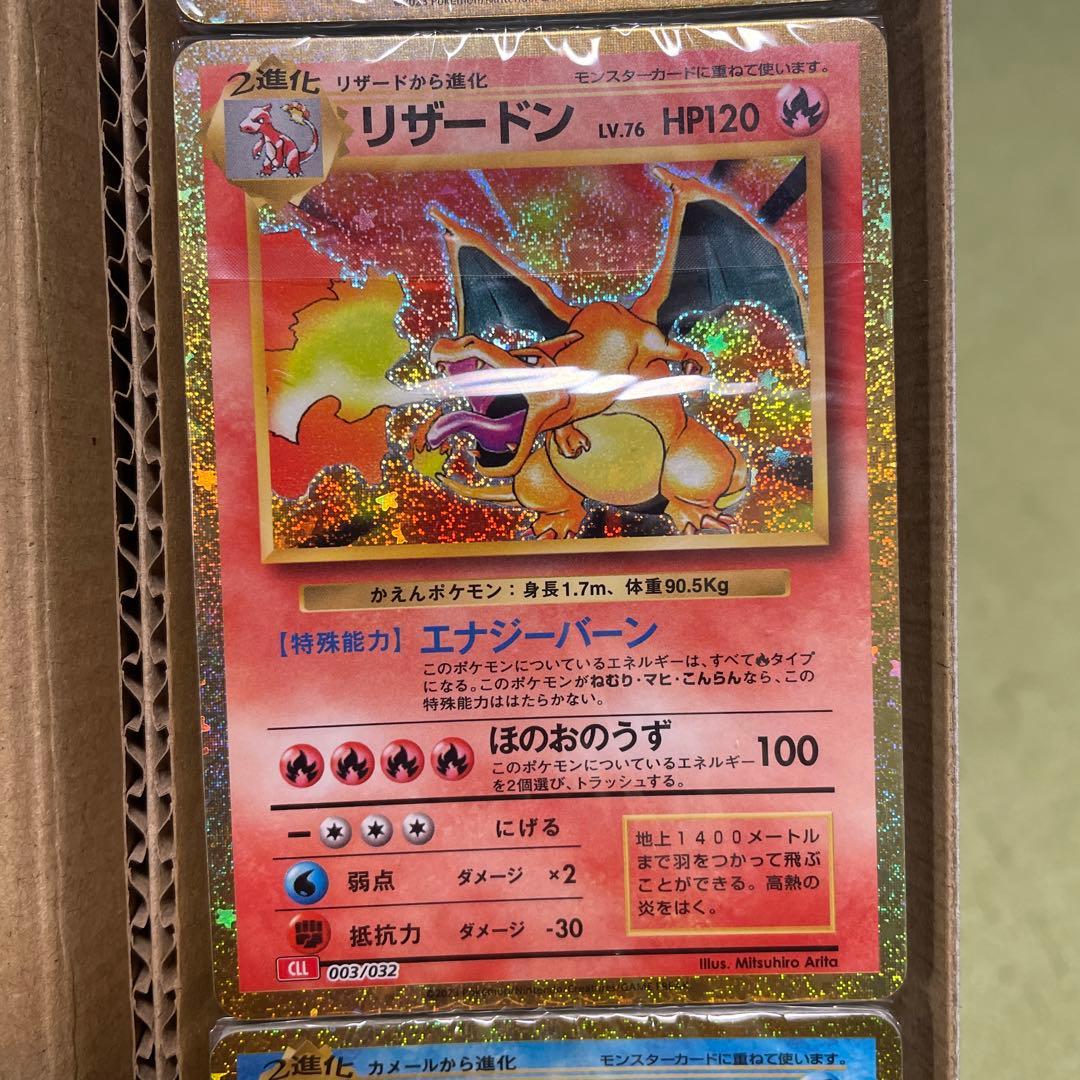 ©2023 Pokémon/Nintendo
2進化 リザードから進化 モンスターカードに重ねて使います。
リザードン LV.76 HP120
かえんポケモン：身長1.7m、体重90.5Kg
【特殊能力】エナジーバーン
このポケモンについているエネルギーは、すべて🔥タイプ
になる。このポケモンがねむり・マヒ・こんらんなら、この
特殊能力ははたらかない。
ほのおのうず 100
このポケモンについているエネルギー
を2個選び、トラッシュする。
にげる
弱点 ダメージ ×2
抵抗力 ダメージ -30
地上1400メートル
まで羽をつかって飛ぶ
ことができる。高熱の
炎をはく。
CLL 003/032
Illus. Mitsuhiro Arita
©2023 Pokémon/Nintendo/Creatures/GAME FREAK
2進化 カメールから進化 モンスターカードに重ねて使います。